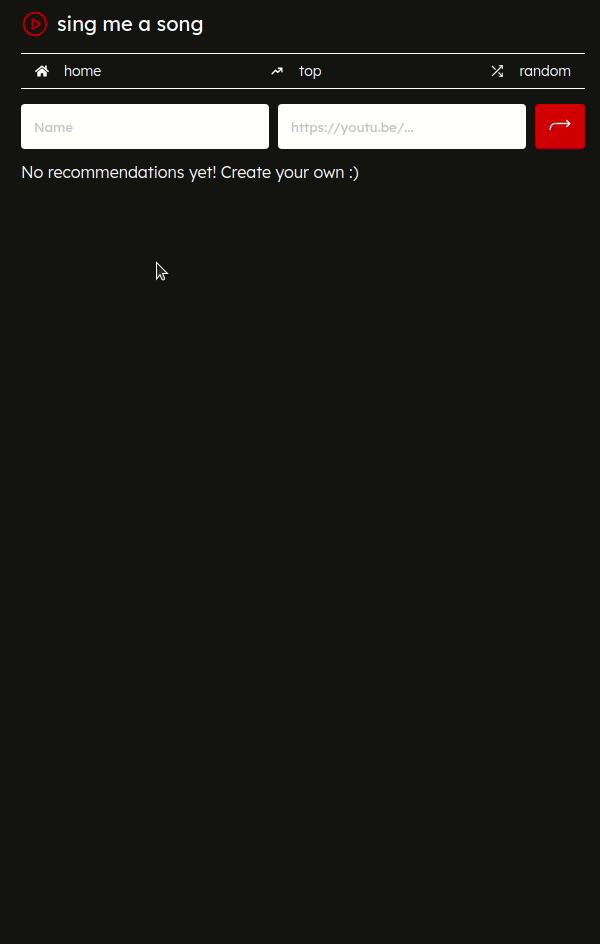 sing me a song
home top random
Name https://youtu.be/...
No recommendations yet! Create your own :)